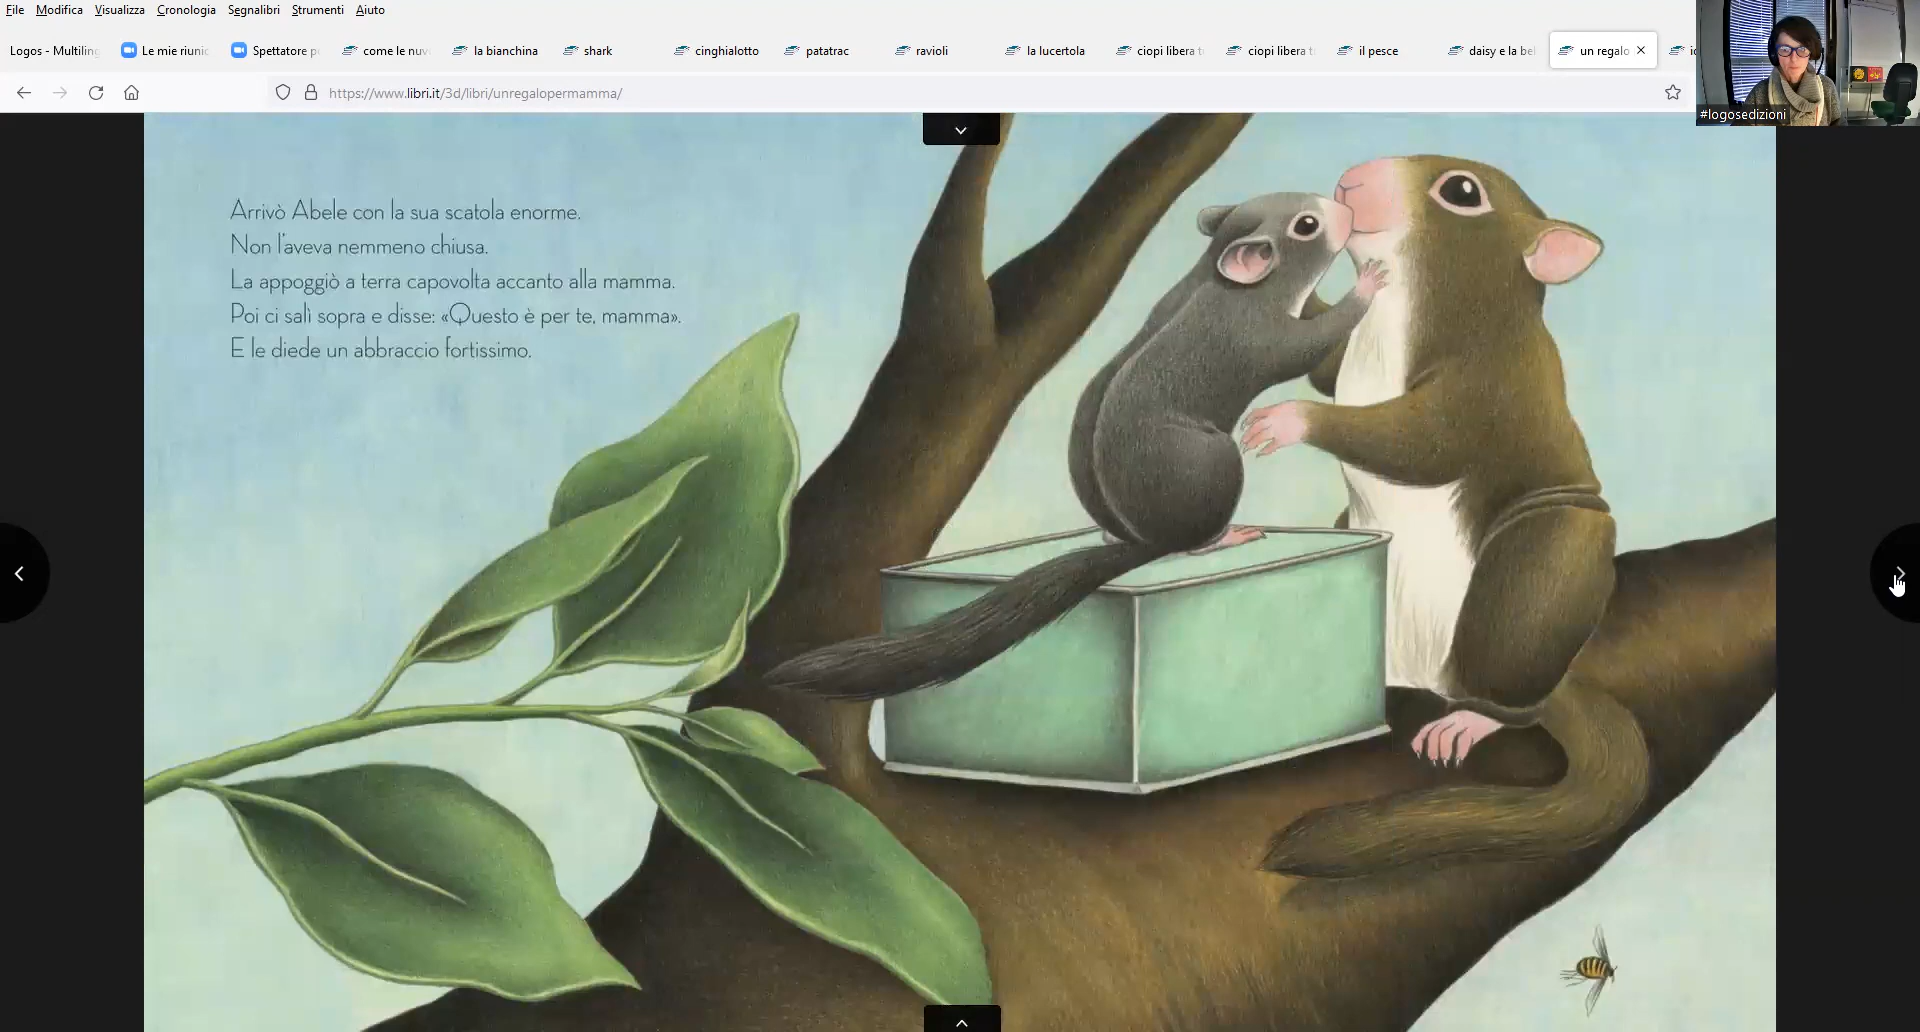 File Modifica Visualizza Cronologia Segnalibri Strumenti Aiuto
Logos - Multiling Le mie riunio Spettatore come le nuv la bianchina shark cinghialotto patatrac ravioli la lucertola ciopi libera ciopi libera il pesce daisy e la bel un regalo
https://www.libri.it/3d/libri/unregalopermamma/
#logosedizioni
Arrivò Abele con la sua scatola enorme.
Non l'aveva nemmeno chiusa.
La appoggiò a terra capovolta accanto alla mamma.
Poi ci salì sopra e disse: «Questo è per te, mamma».
E le diede un abbraccio fortissimo.